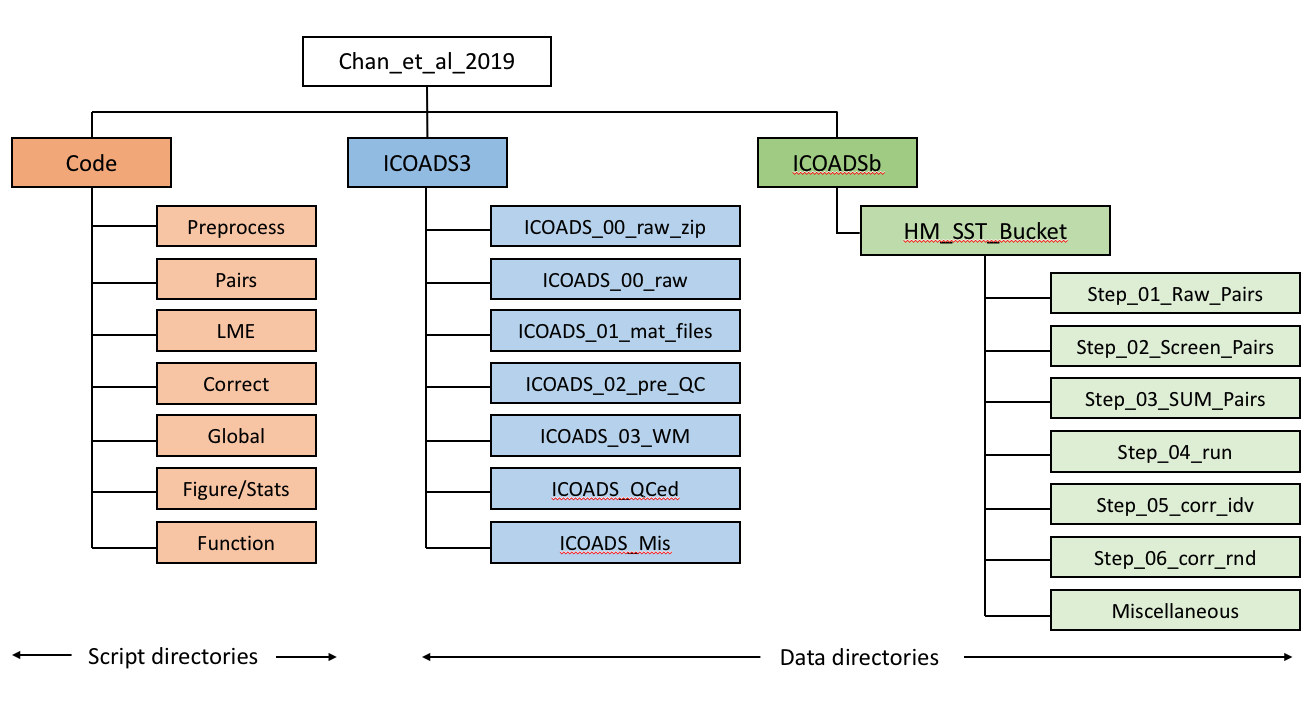 Chan_et_al_2019
Code
ICOADS3
ICOADSb
Preprocess
Pairs
LME
Correct
Global
Figure/Stats
Function
ICOADS_00_raw_zip
ICOADS_00_raw
ICOADS_01_mat_files
ICOADS_02_pre_QC
ICOADS_03_WM
ICOADS_QCed
ICOADS_Mis
HM_SST_Bucket
Step_01_Raw_Pairs
Step_02_Screen_Pairs
Step_03_SUM_Pairs
Step_04_run
Step_05_corr_idv
Step_06_corr_rnd
Miscellaneous
Script directories
Data directories